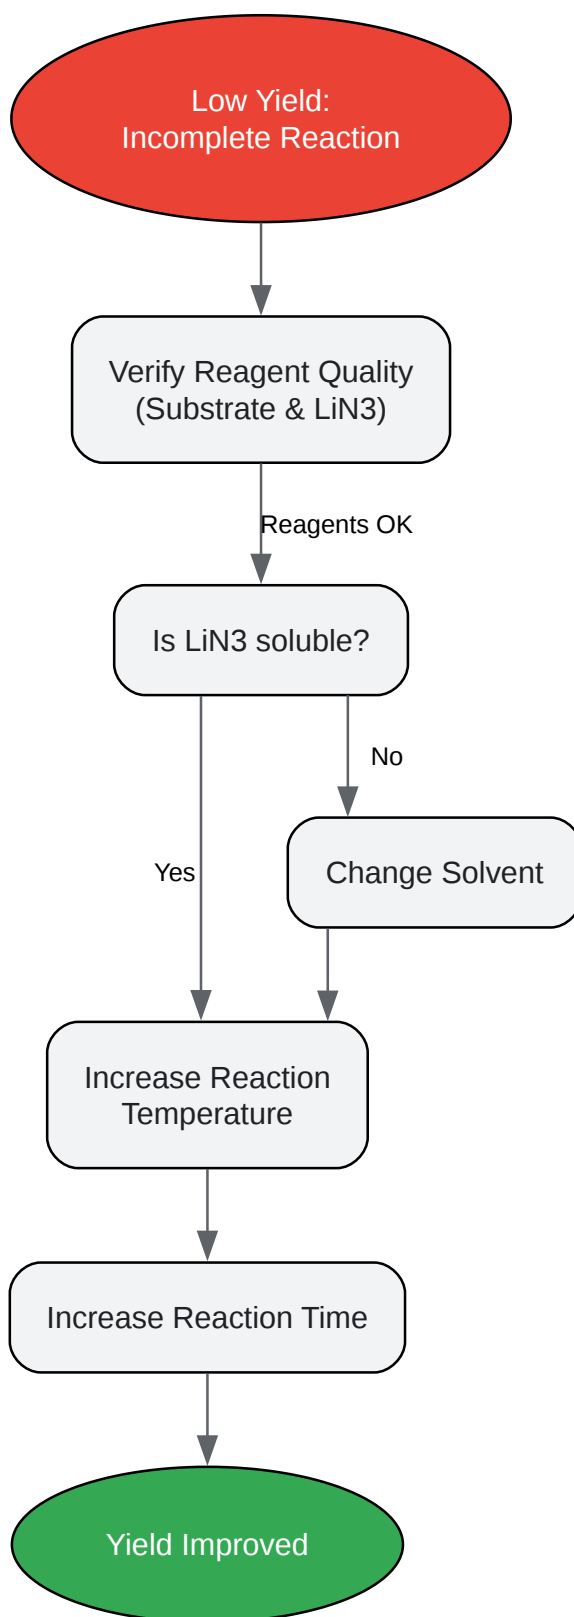 Low Yield:
Incomplete Reaction
Verify Reagent Quality
(Substrate & LiN3)
Reagents OK
Is LiN3 soluble?
No
Yes
Change Solvent
Increase Reaction
Temperature
Increase Reaction Time
Yield Improved